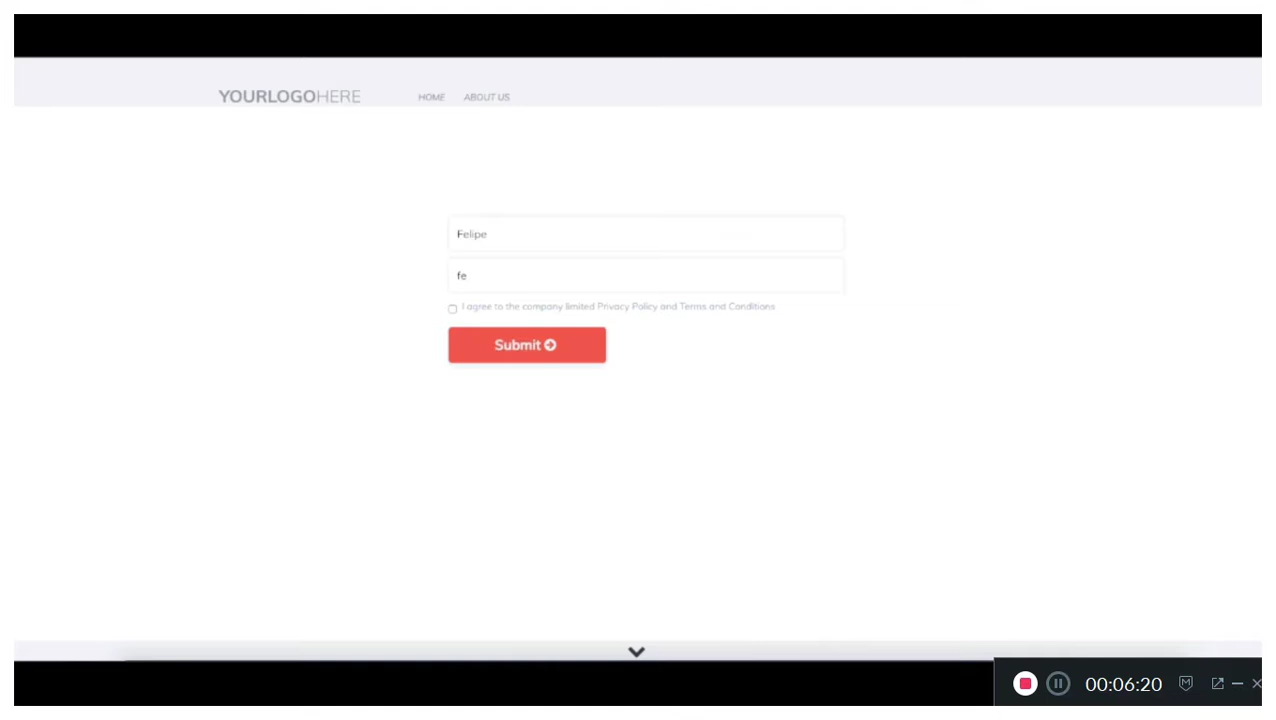 YOURLOGOHERE HOME ABOUT US
Felipe
fe
I agree to the company limited Privacy Policy and Terms and Conditions
Submit
00:06:20